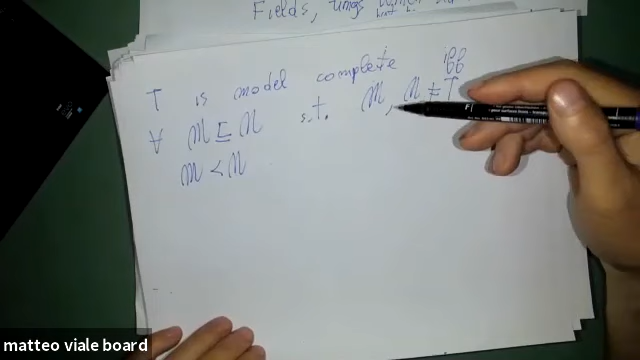 Fields, rings
T is model complete iff
∀ M ⊑ N s.t. M, N ⊨ T
M ≺ N
matteo viale board